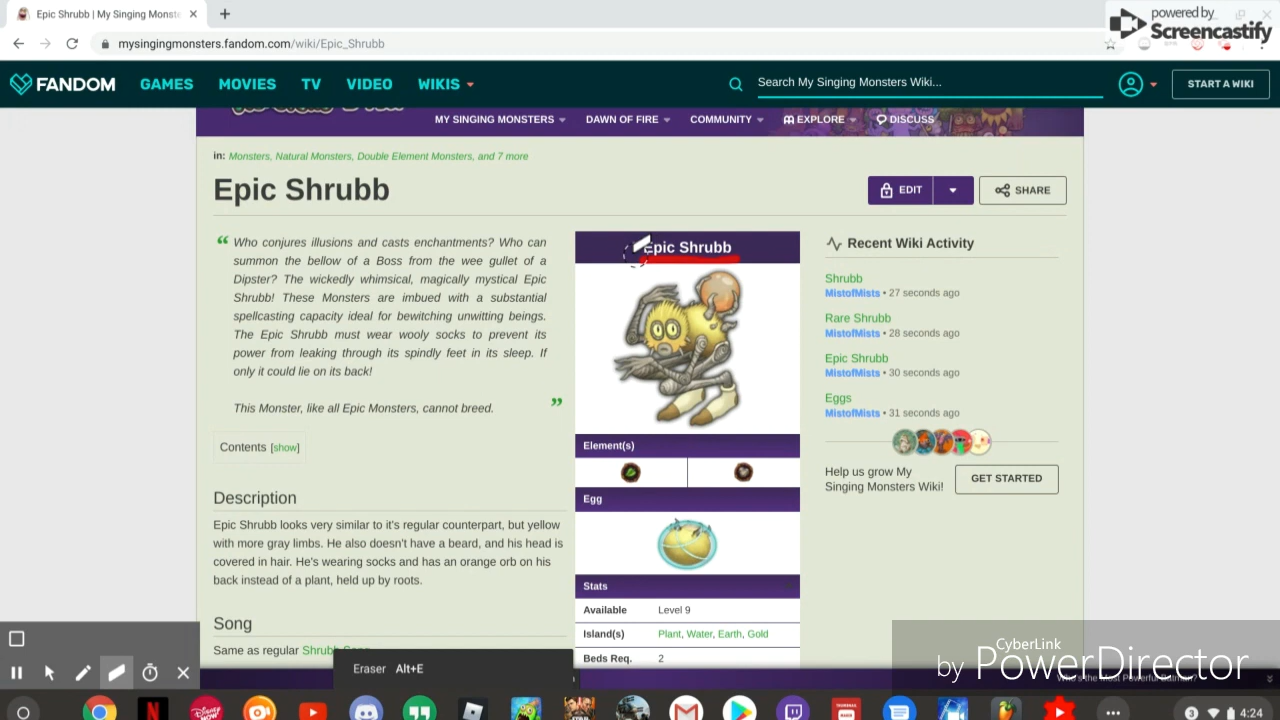 Epic Shrubb | My Singing Monste
powered by
Screencastify
mysingingmonsters.fandom.com/wiki/Epic_Shrubb
FANDOM
GAMES
MOVIES
TV
VIDEO
WIKIS
Search My Singing Monsters Wiki...
START A WIKI
MY SINGING MONSTERS
DAWN OF FIRE
COMMUNITY
EXPLORE
DISCUSS
in: Monsters, Natural Monsters, Double Element Monsters, and 7 more
Epic Shrubb
EDIT
SHARE
“ Who conjures illusions and casts enchantments? Who can
summon the bellow of a Boss from the wee gullet of a
Dipster? The wickedly whimsical, magically mystical Epic
Shrubb! These Monsters are imbued with a substantial
spellcasting capacity ideal for bewitching unwitting beings.
The Epic Shrubb must wear wooly socks to prevent its
power from leaking through its spindly feet in its sleep. If
only it could lie on its back!
This Monster, like all Epic Monsters, cannot breed. ”
Contents [show]
Description
Epic Shrubb looks very similar to it's regular counterpart, but yellow
with more gray limbs. He also doesn't have a beard, and his head is
covered in hair. He's wearing socks and has an orange orb on his
back instead of a plant, held up by roots.
Song
Same as regular Shrubb Song
Epic Shrubb
Element(s)
Egg
Stats
Available Level 9
Island(s) Plant, Water, Earth, Gold
Beds Req. 2
Recent Wiki Activity
Shrubb
MistofMists • 27 seconds ago
Rare Shrubb
MistofMists • 28 seconds ago
Epic Shrubb
MistofMists • 30 seconds ago
Eggs
MistofMists • 31 seconds ago
Help us grow My
Singing Monsters Wiki!
GET STARTED
Eraser Alt+E
CyberLink
by PowerDirector
Who's the Most Powerful Batman?
3
4:24